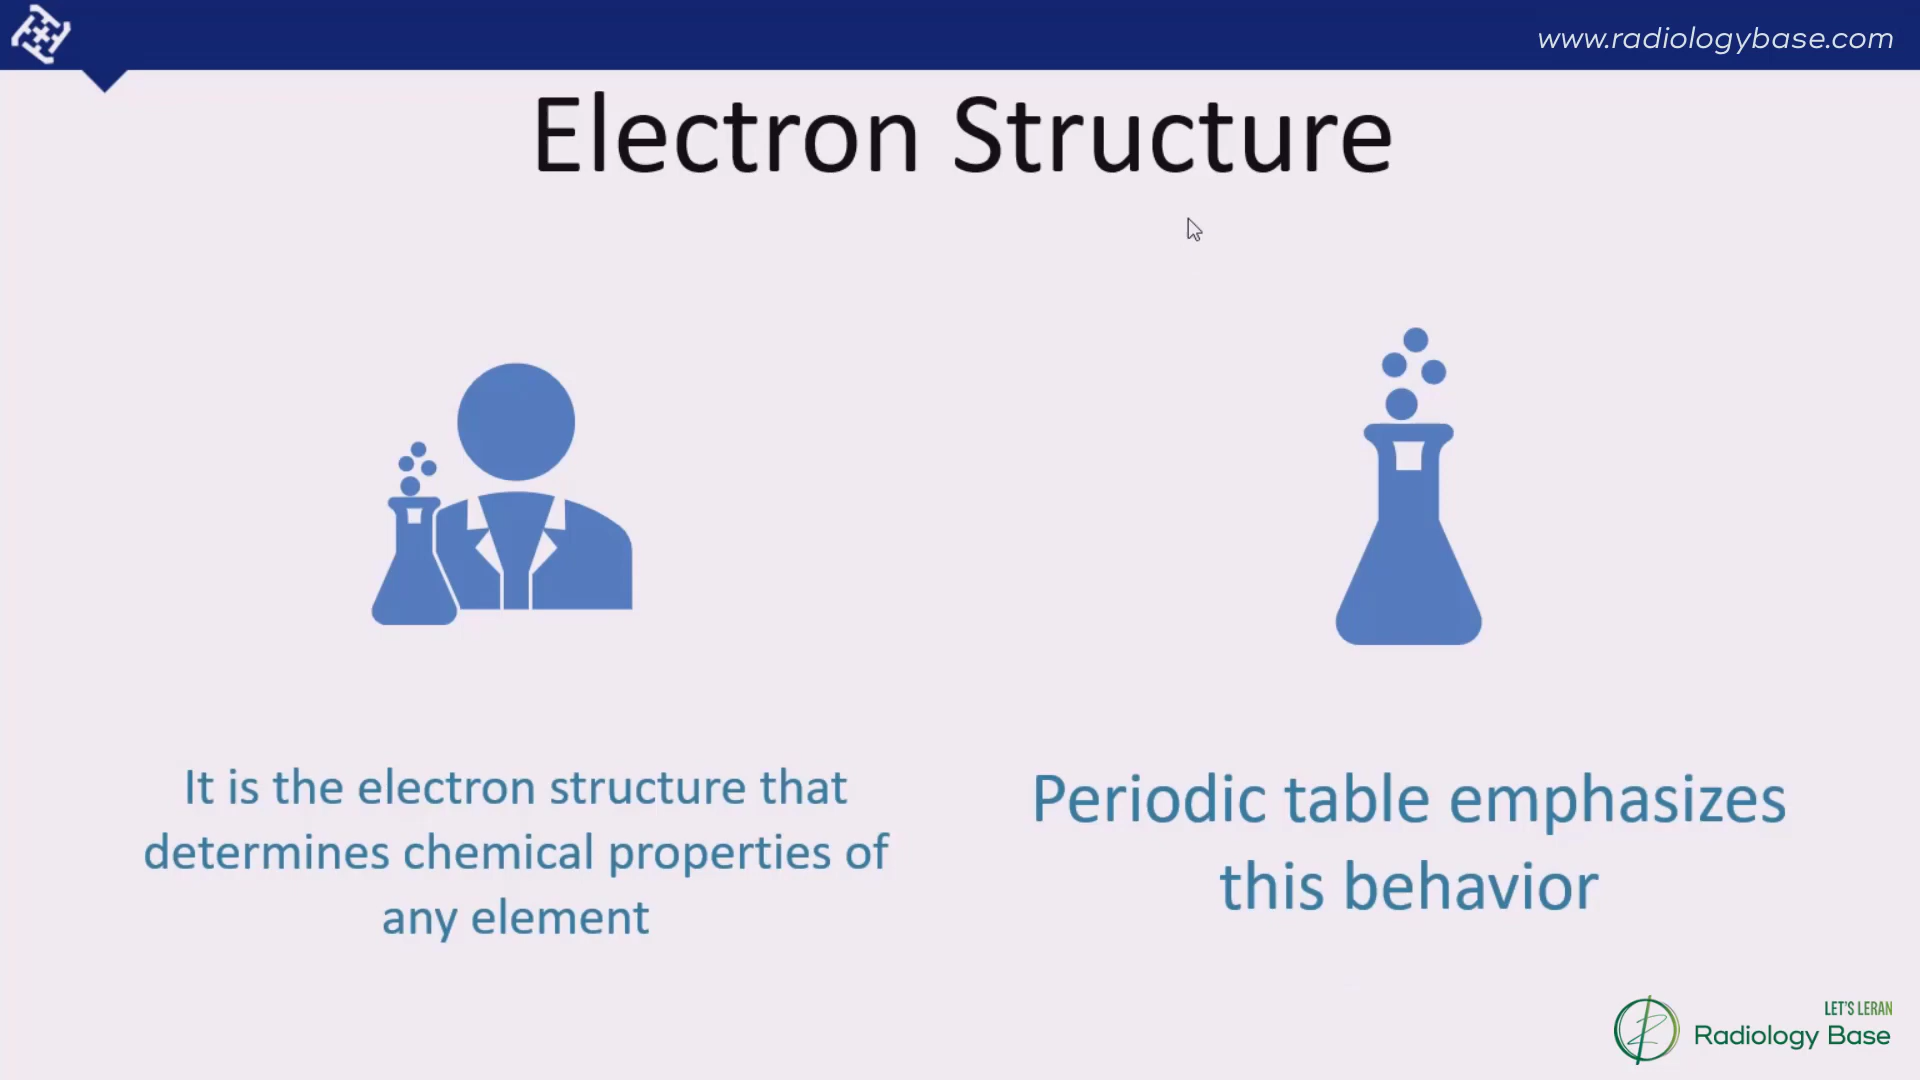 www.radiologybase.com
Electron Structure
It is the electron structure that
determines chemical properties of
any element
Periodic table emphasizes
this behavior
LET'S LERAN
Radiology Base